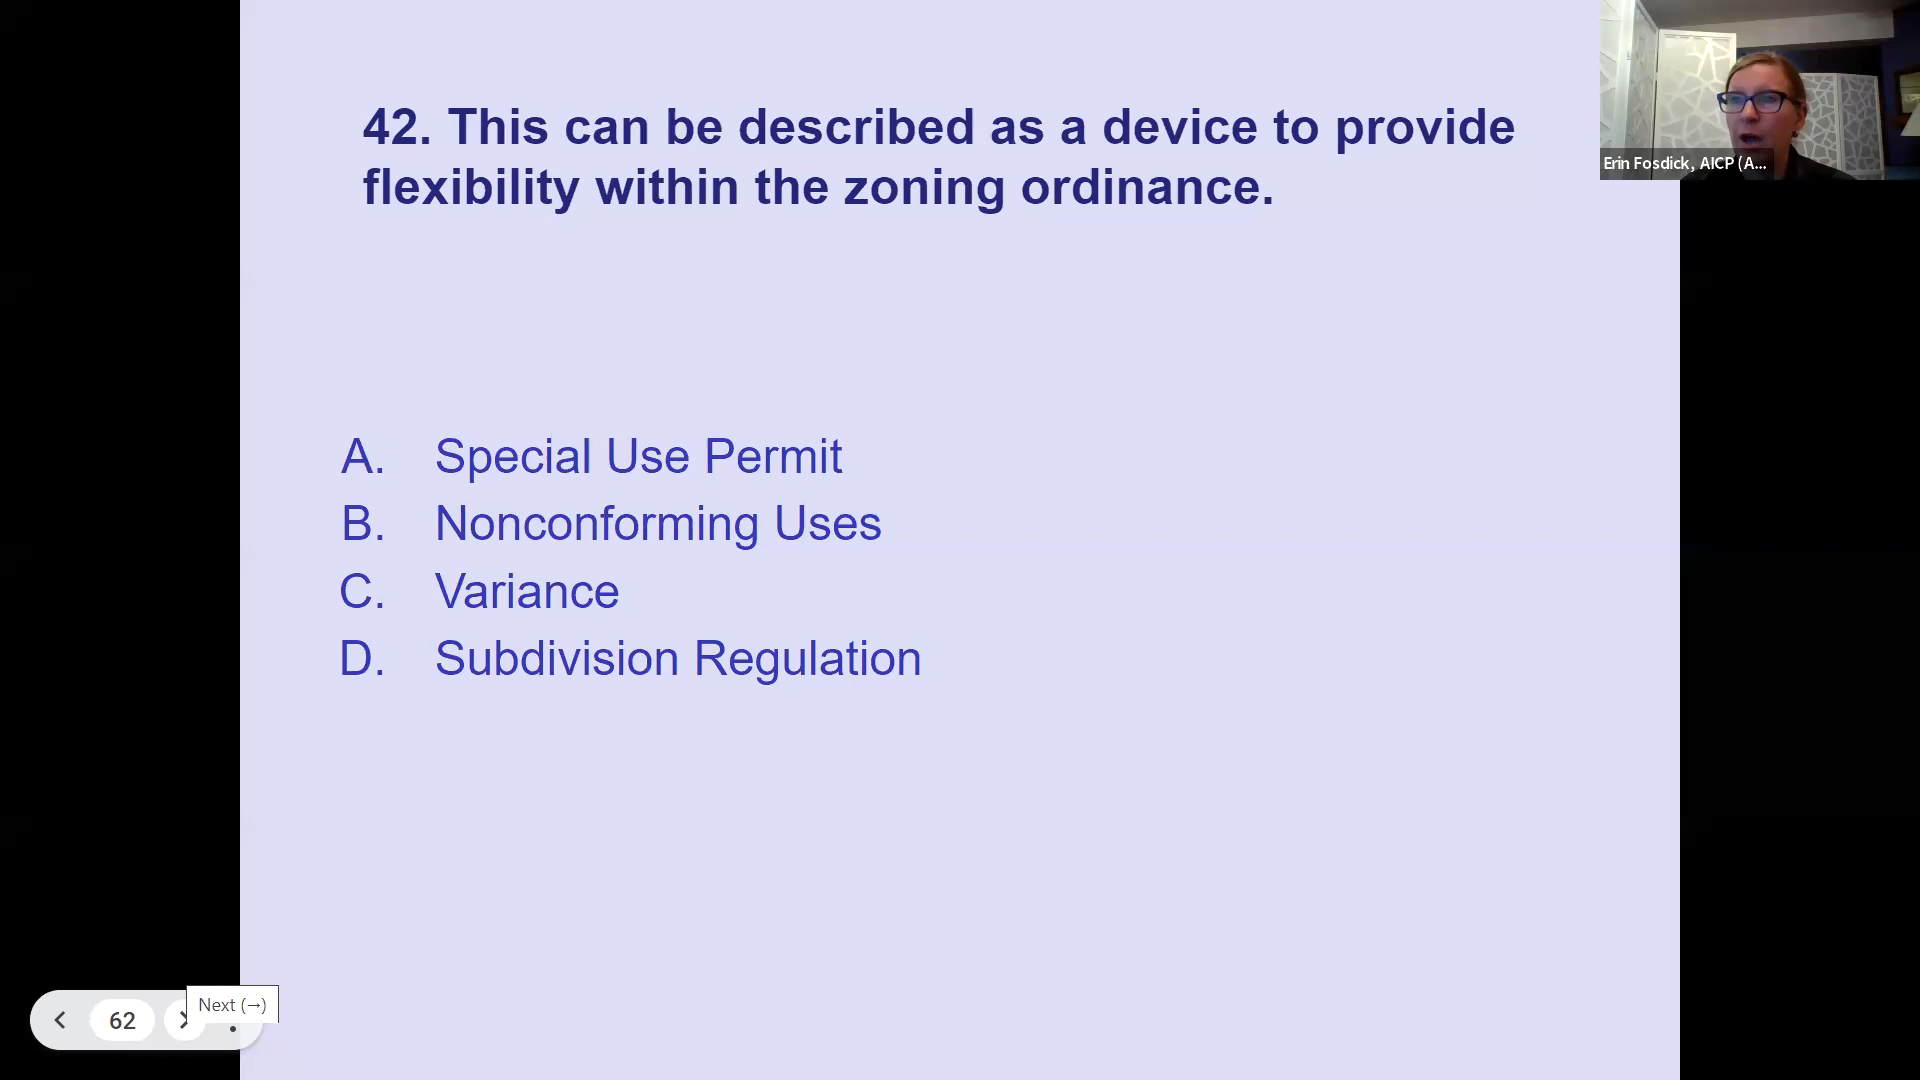 42. This can be described as a device to provide
flexibility within the zoning ordinance.
Erin Fosdick, AICP (A...
A. Special Use Permit
B. Nonconforming Uses
C. Variance
D. Subdivision Regulation
Next (→)
62